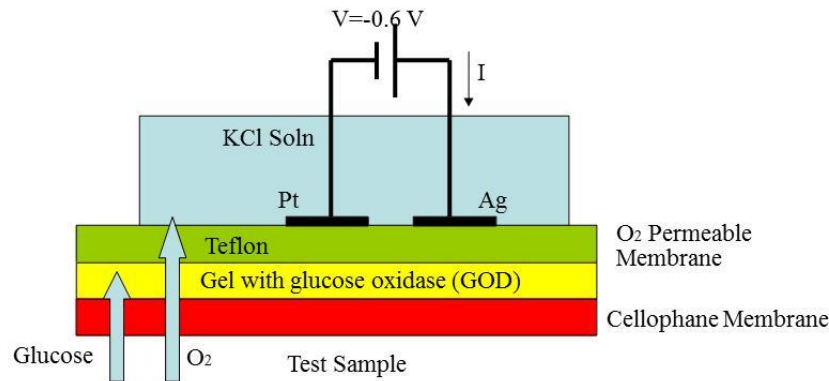 V=-0.6 V
I
KCl Soln
Pt
Ag
O₂ Permeable
Membrane
Teflon
Gel with glucose oxidase (GOD)
Cellophane Membrane
Glucose
O₂
Test Sample